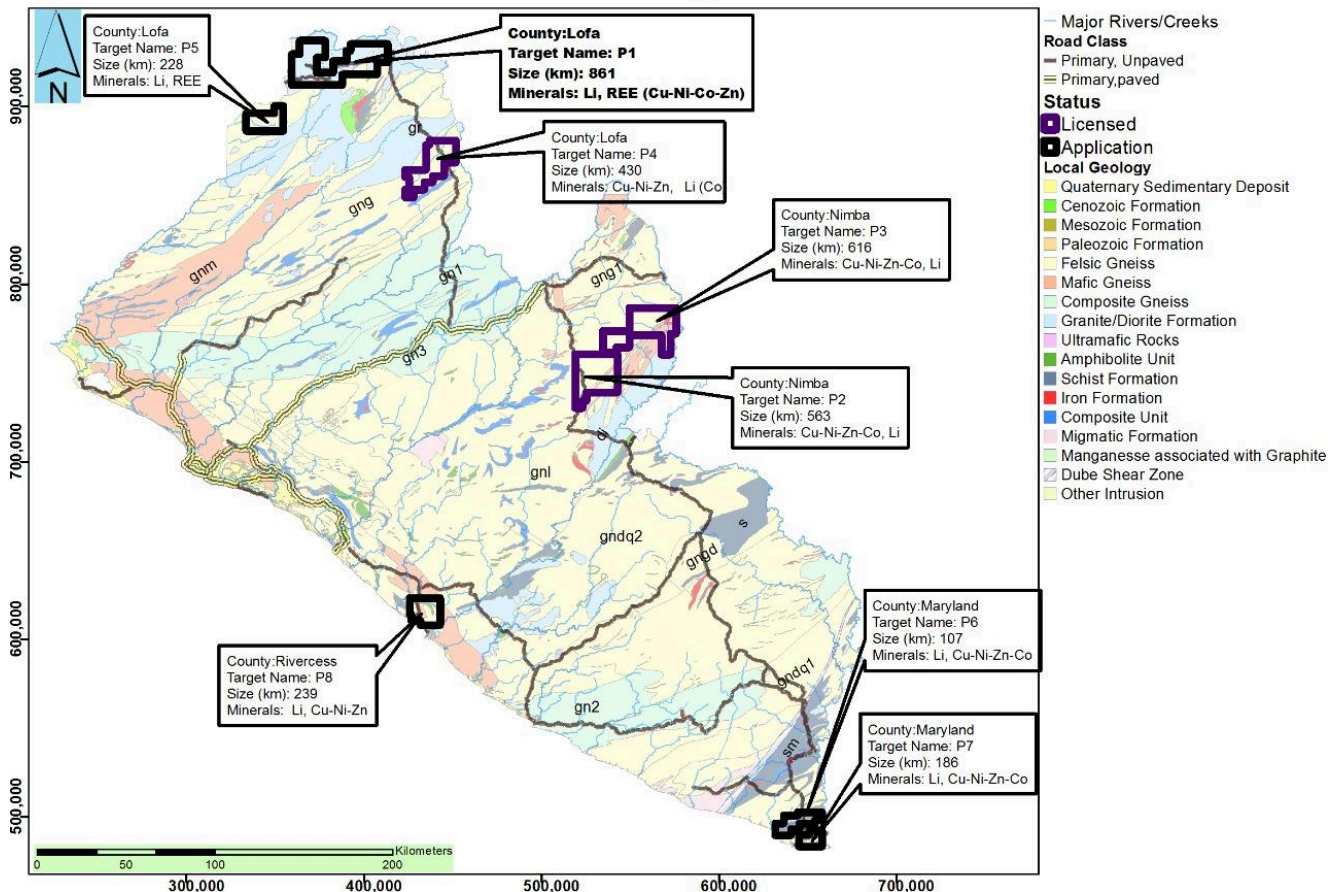 County:Lofa
Target Name: P5
Size (km): 228
Minerals: Li, REE
County:Lofa
Target Name: P1
Size (km): 861
Minerals: Li, REE (Cu-Ni-Co-Zn)
County:Lofa
Target Name: P4
Size (km): 430
Minerals: Cu-Ni-Zn, Li (Co
County:Nimba
Target Name: P3
Size (km): 616
Minerals: Cu-Ni-Zn-Co, Li
County:Nimba
Target Name: P2
Size (km): 563
Minerals: Cu-Ni-Zn-Co, Li
County:Rivercess
Target Name: P8
Size (km): 239
Minerals: Li, Cu-Ni-Zn
County:Maryland
Target Name: P6
Size (km): 107
Minerals: Li, Cu-Ni-Zn-Co
County:Maryland
Target Name: P7
Size (km): 186
Minerals: Li, Cu-Ni-Zn-Co
N
gr
gng
gnm
gn1
gng1
gn3
di
gnl
s
gndq2
gngd
gndq1
gn2
sm
900,000
800,000
700,000
600,000
500,000
Kilometers
0 50 100 200
300,000 400,000 500,000 600,000 700,000
Major Rivers/Creeks
Road Class
Primary, Unpaved
Primary,paved
Status
Licensed
Application
Local Geology
Quaternary Sedimentary Deposit
Cenozoic Formation
Mesozoic Formation
Paleozoic Formation
Felsic Gneiss
Mafic Gneiss
Composite Gneiss
Granite/Diorite Formation
Ultramafic Rocks
Amphibolite Unit
Schist Formation
Iron Formation
Composite Unit
Migmatic Formation
Manganesse associated with Graphite
Dube Shear Zone
Other Intrusion